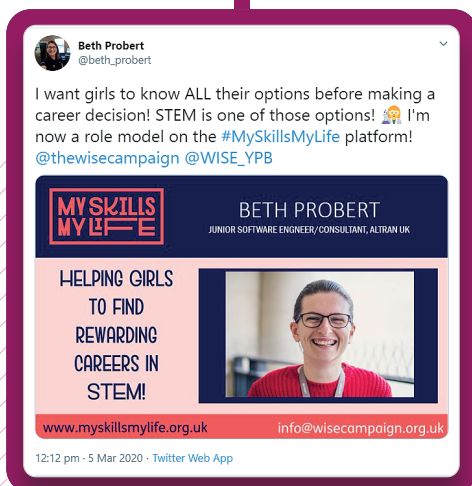 Beth Probert
@beth_probert
I want girls to know ALL their options before making a
career decision! STEM is one of those options! 👩‍🔬 I'm
now a role model on the #MySkillsMyLife platform!
@thewisecampaign @WISE_YPB
MY SKILLS
MY LIFE
BETH PROBERT
JUNIOR SOFTWARE ENGNEER/CONSULTANT, ALTRAN UK
HELPING GIRLS
TO FIND
REWARDING
CAREERS IN
STEM!
www.myskillsmylife.org.uk
info@wisecampaign.org.uk
12:12 pm · 5 Mar 2020 · Twitter Web App